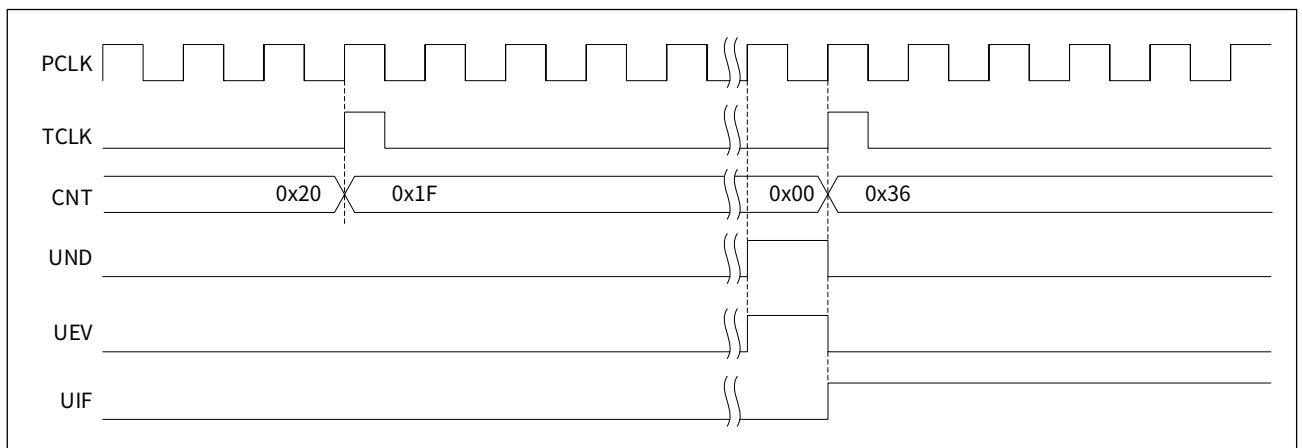 PCLK
TCLK
CNT 0x20 0x1F 0x00 0x36
UND
UEV
UIF